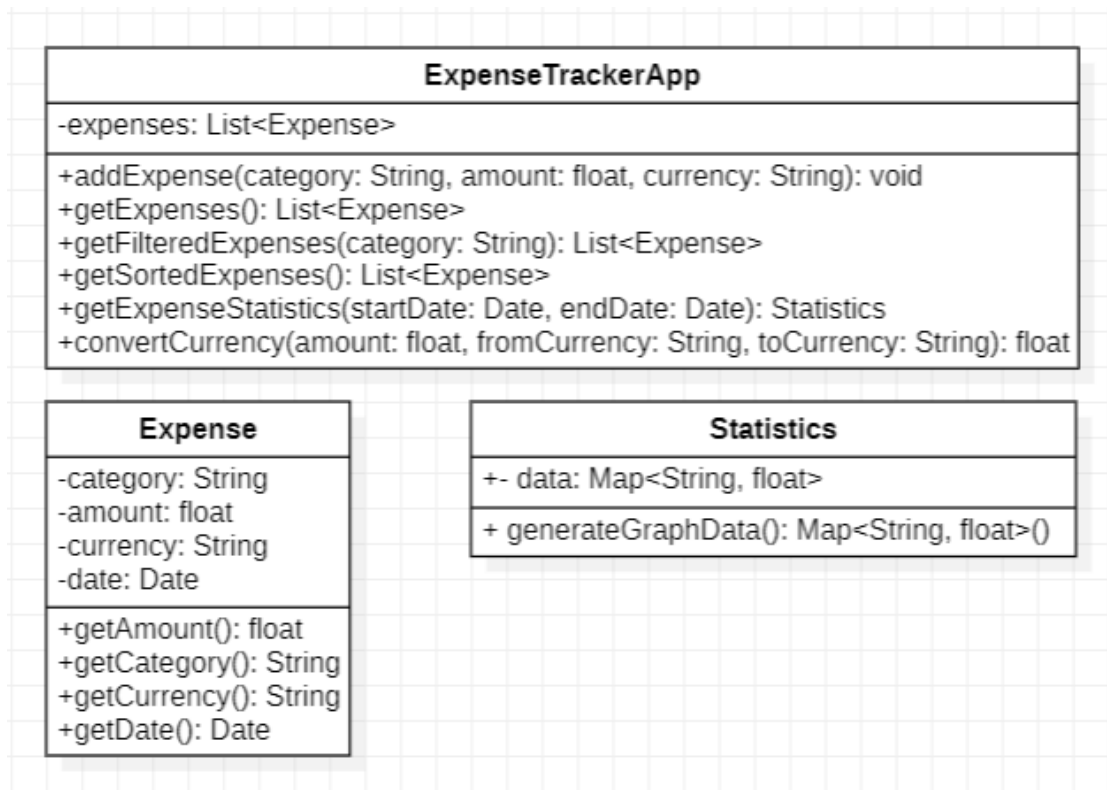 ExpenseTrackerApp
-expenses: List<Expense>
+addExpense(category: String, amount: float, currency: String): void
+getExpenses(): List<Expense>
+getFilteredExpenses(category: String): List<Expense>
+getSortedExpenses(): List<Expense>
+getExpenseStatistics(startDate: Date, endDate: Date): Statistics
+convertCurrency(amount: float, fromCurrency: String, toCurrency: String): float
Expense
-category: String
-amount: float
-currency: String
-date: Date
+getAmount(): float
+getCategory(): String
+getCurrency(): String
+getDate(): Date
Statistics
+- data: Map<String, float>
+ generateGraphData(): Map<String, float>()